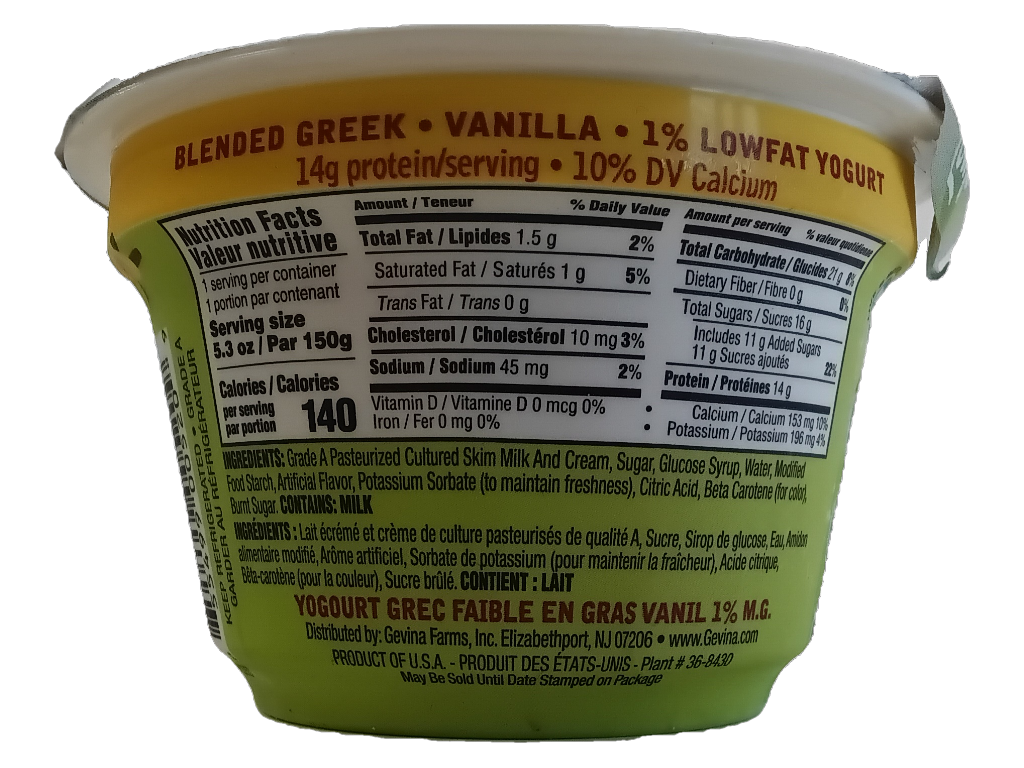 BLENDED GREEK • VANILLA • 1% LOWFAT YOGURT
14g protein/serving • 10% DV Calcium
Nutrition Facts
Valeur nutritive
1 serving per container
1 portion par contenant
Serving size
5.3 oz / Par 150g
Calories / Calories
per serving
par portion
140
Amount / Teneur % Daily Value
Total Fat / Lipides 1.5 g 2%
Saturated Fat / Saturés 1 g 5%
Trans Fat / Trans 0 g
Cholesterol / Cholestérol 10 mg 3%
Sodium / Sodium 45 mg 2%
Vitamin D / Vitamine D 0 mcg 0% •
Iron / Fer 0 mg 0% •
Amount per serving % valeur quotidienne
Total Carbohydrate / Glucides 21 g 8%
Dietary Fiber / Fibre 0 g 0%
Total Sugars / Sucres 16 g
Includes 11 g Added Sugars
11 g Sucres ajoutés 22%
Protein / Protéines 14 g
Calcium / Calcium 153 mg 10%
Potassium / Potassium 196 mg 4%
INGREDIENTS: Grade A Pasteurized Cultured Skim Milk And Cream, Sugar, Glucose Syrup, Water, Modified
Food Starch, Artificial Flavor, Potassium Sorbate (to maintain freshness), Citric Acid, Beta Carotene (for color),
Burnt Sugar. CONTAINS: MILK
INGRÉDIENTS : Lait écrémé et crème de culture pasteurisés de qualité A, Sucre, Sirop de glucose, Eau, Amidon
alimentaire modifié, Arôme artificiel, Sorbate de potassium (pour maintenir la fraîcheur), Acide citrique,
Bêta-carotène (pour la couleur), Sucre brûlé. CONTIENT : LAIT
YOGOURT GREC FAIBLE EN GRAS VANIL 1% M.G.
Distributed by: Gevina Farms, Inc. Elizabethport, NJ 07206 • www.Gevina.com
PRODUCT OF U.S.A. - PRODUIT DES ÉTATS-UNIS - Plant # 36-8430
May Be Sold Until Date Stamped on Package
KEEP REFRIGERATED • GRADE A
GARDER AU RÉFRIGÉRATEUR